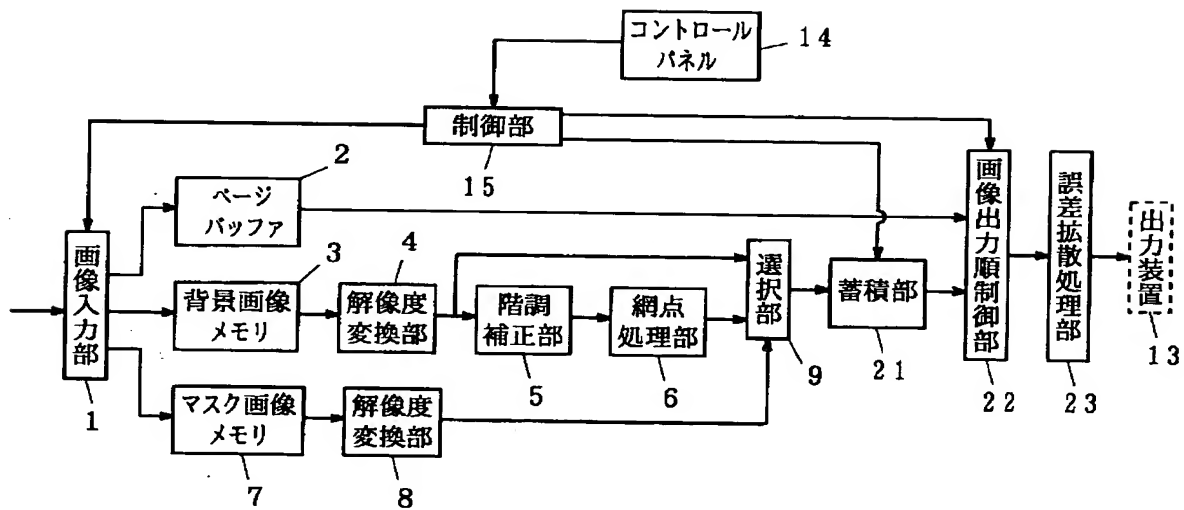 コントロール
パネル
14
制御部
15
2
ページ
バッファ
画像入力部
1
3
背景画像
メモリ
4
解像度
変換部
階調
補正部
5
網点
処理部
6
選択部
9
蓄積部
21
画像出力順制御部
22
誤差拡散処理部
23
出力装置
13
マスク画像
メモリ
7
解像度
変換部
8